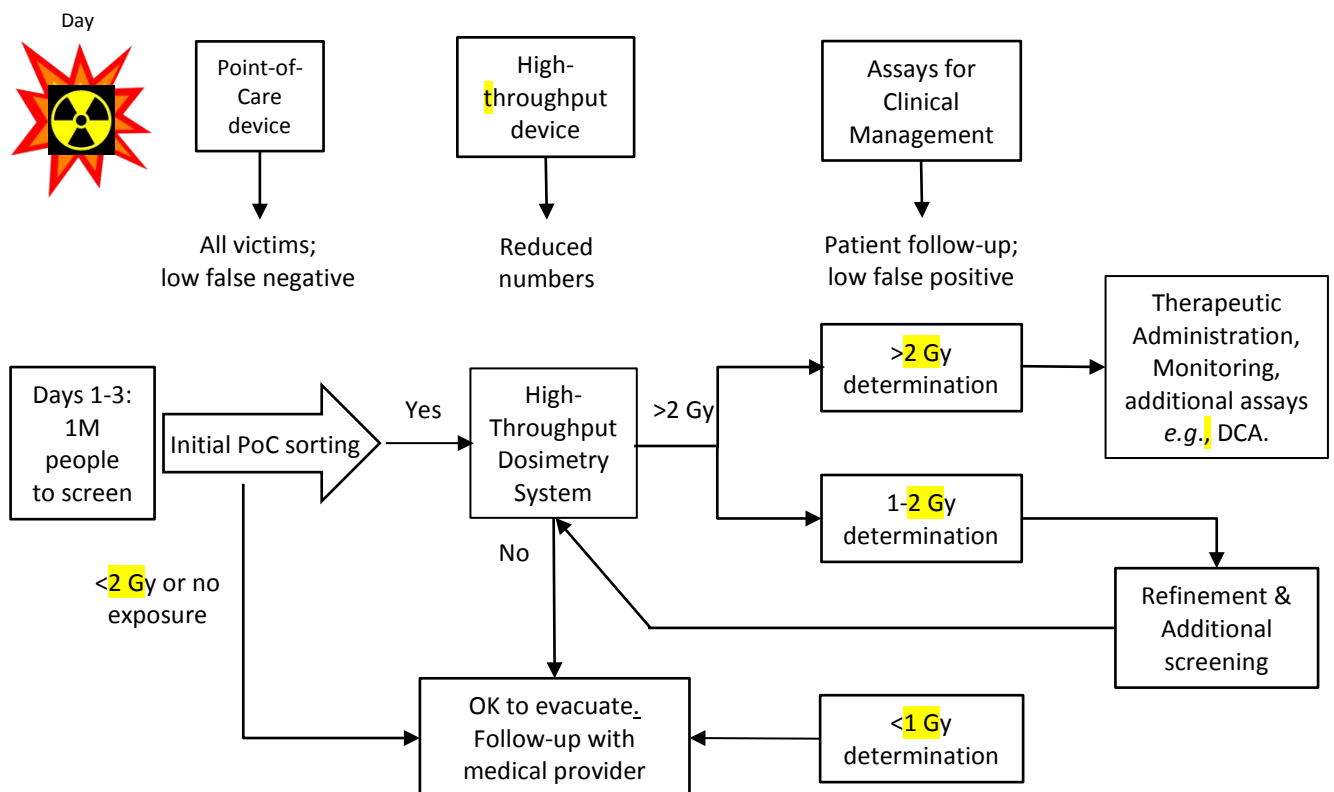 Day
Point-of-
Care
device
High-
throughput
device
Assays for
Clinical
Management
All victims;
low false negative
Reduced
numbers
Patient follow-up;
low false positive
Therapeutic
Administration,
Monitoring,
additional assays
e.g., DCA.
>2 Gy
determination
Days 1-3:
1M
people
to screen
Initial PoC sorting
Yes
High-
Throughput
Dosimetry
System
>2 Gy
1-2 Gy
determination
No
<2 Gy or no
exposure
Refinement &
Additional
screening
OK to evacuate.
Follow-up with
medical provider
<1 Gy
determination